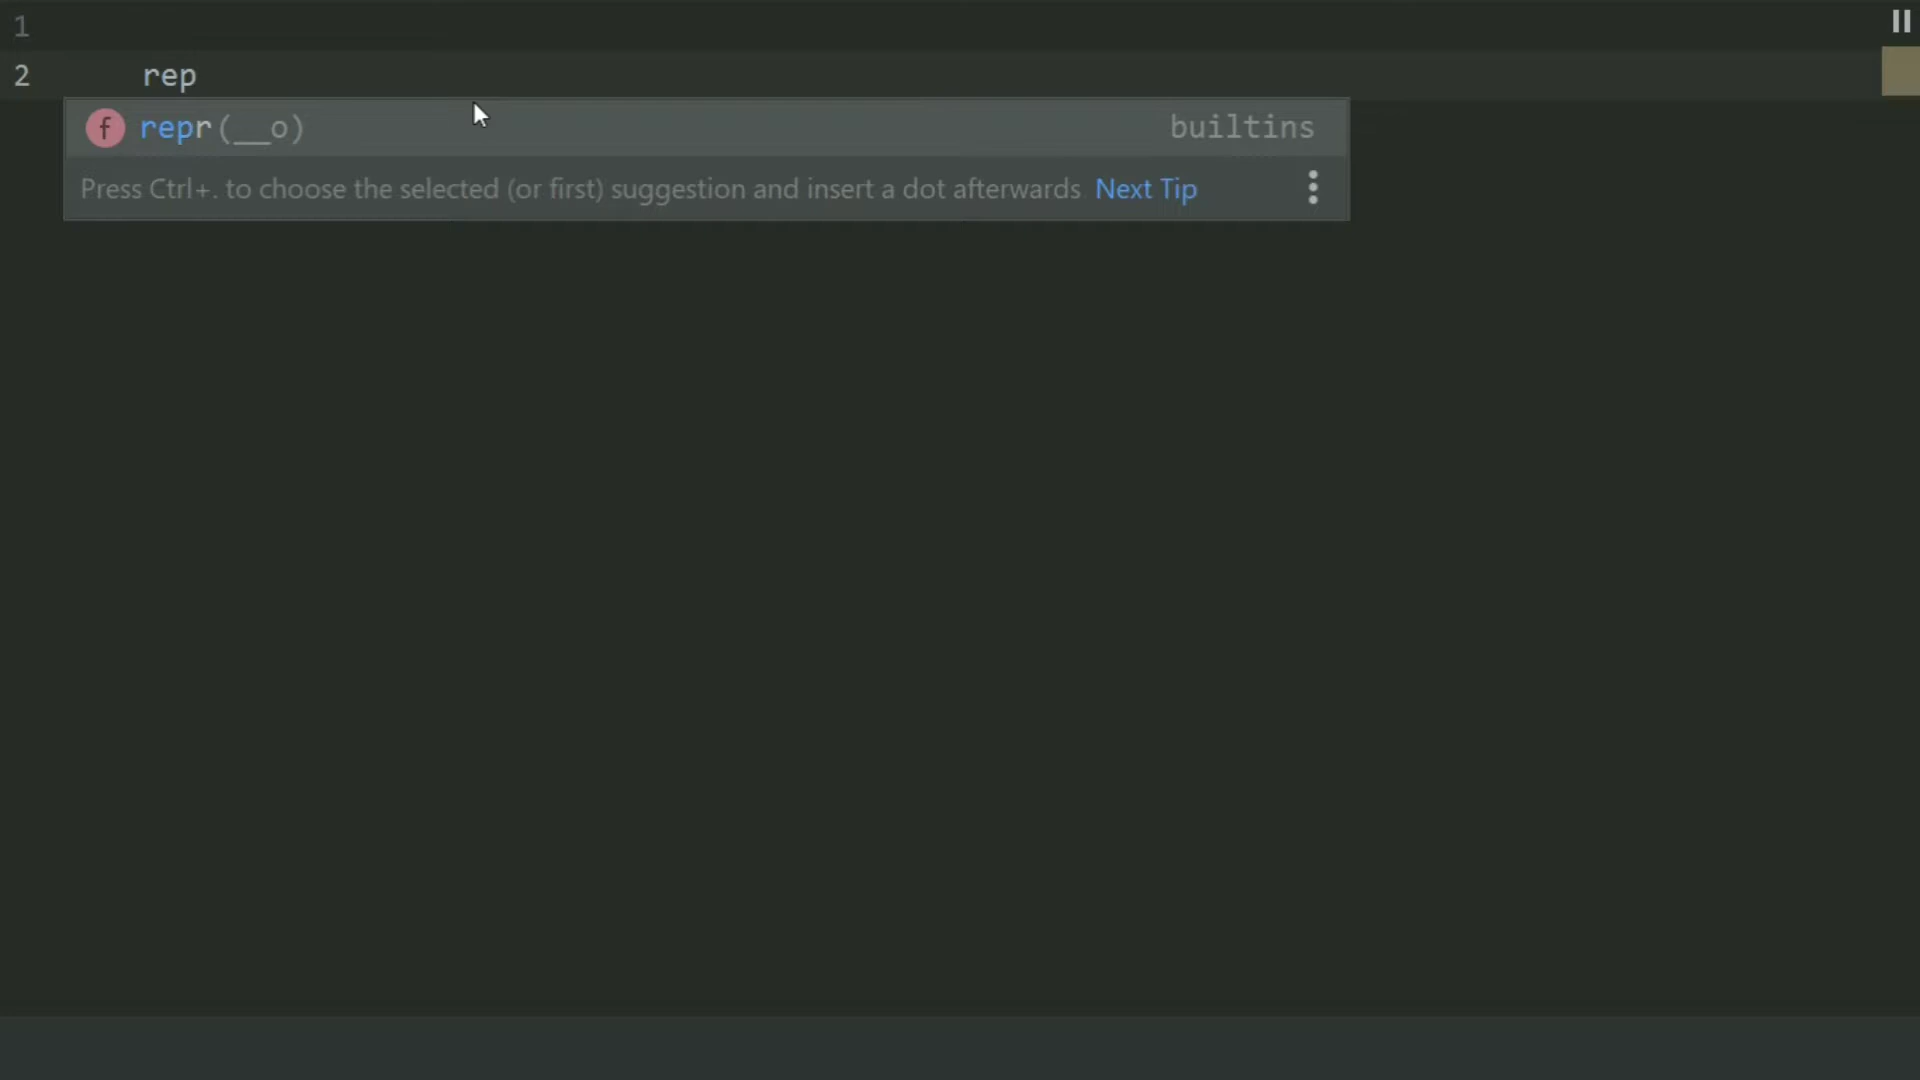 1
2 rep
f repr(__o) builtins
Press Ctrl+. to choose the selected (or first) suggestion and insert a dot afterwards Next Tip